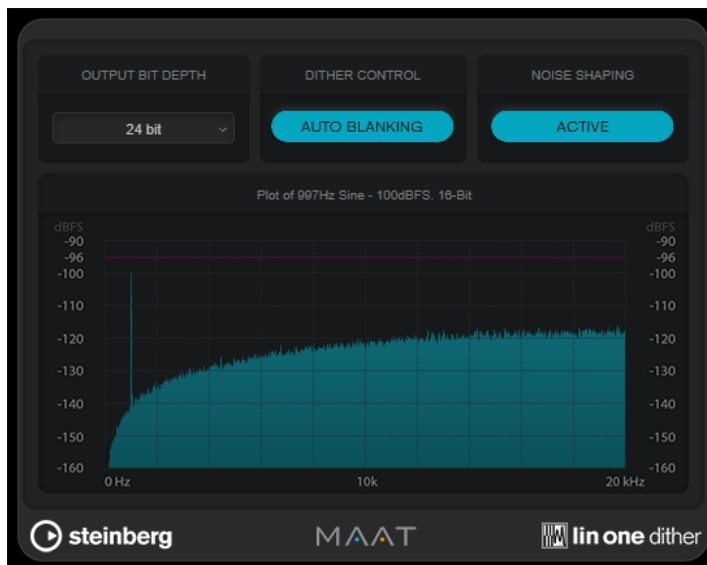 OUTPUT BIT DEPTH
DITHER CONTROL
NOISE SHAPING
24 bit
AUTO BLANKING
ACTIVE
Plot of 997Hz Sine - 100dBFS. 16-Bit
dBFS
dBFS
-90
-90
-96
-96
-100
-100
-110
-110
-120
-120
-130
-130
-140
-140
-150
-150
-160
-160
0 Hz
10k
20 kHz
steinberg
MAAT
lin one dither